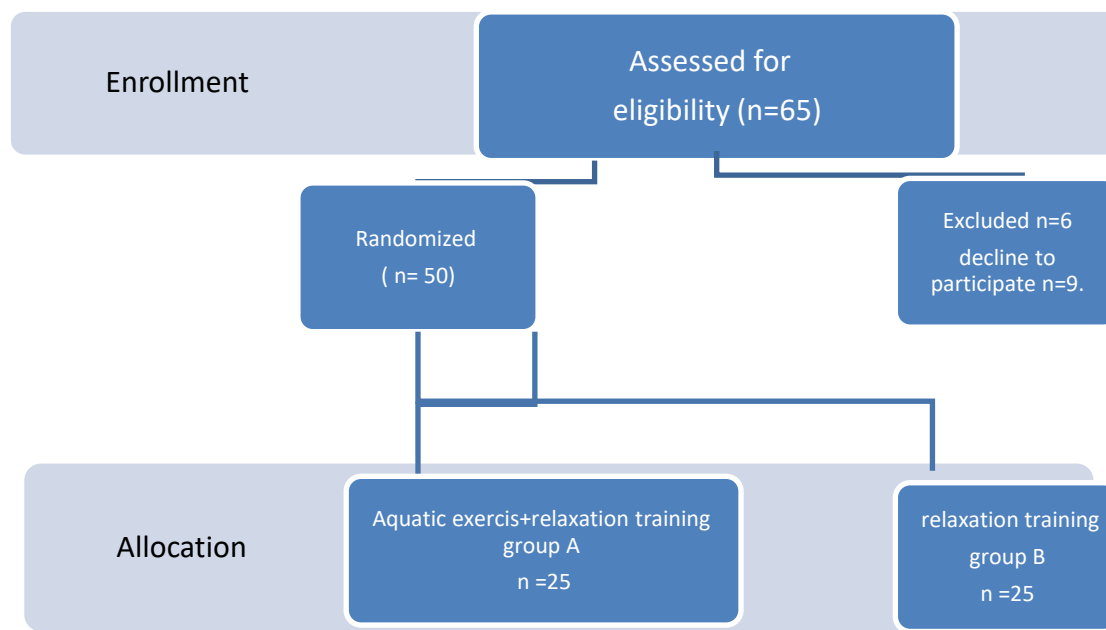 Enrollment
Assessed for
eligibility (n=65)
Randomized
( n= 50)
Excluded n=6
decline to
participate n=9.
Allocation
Aquatic exercis+relaxation training
group A
n =25
relaxation training
group B
n =25